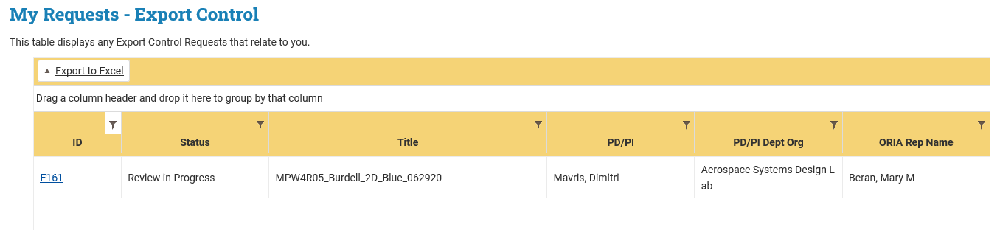 My Requests - Export Control
This table displays any Export Control Requests that relate to you.
Export to Excel
Drag a column header and drop it here to group by that column
ID Status Title PD/PI PD/PI Dept Org ORIA Rep Name
E161 Review in Progress MPW4R05_Burdell_2D_Blue_062920 Mavris, Dimitri Aerospace Systems Design L Beran, Mary M
ab